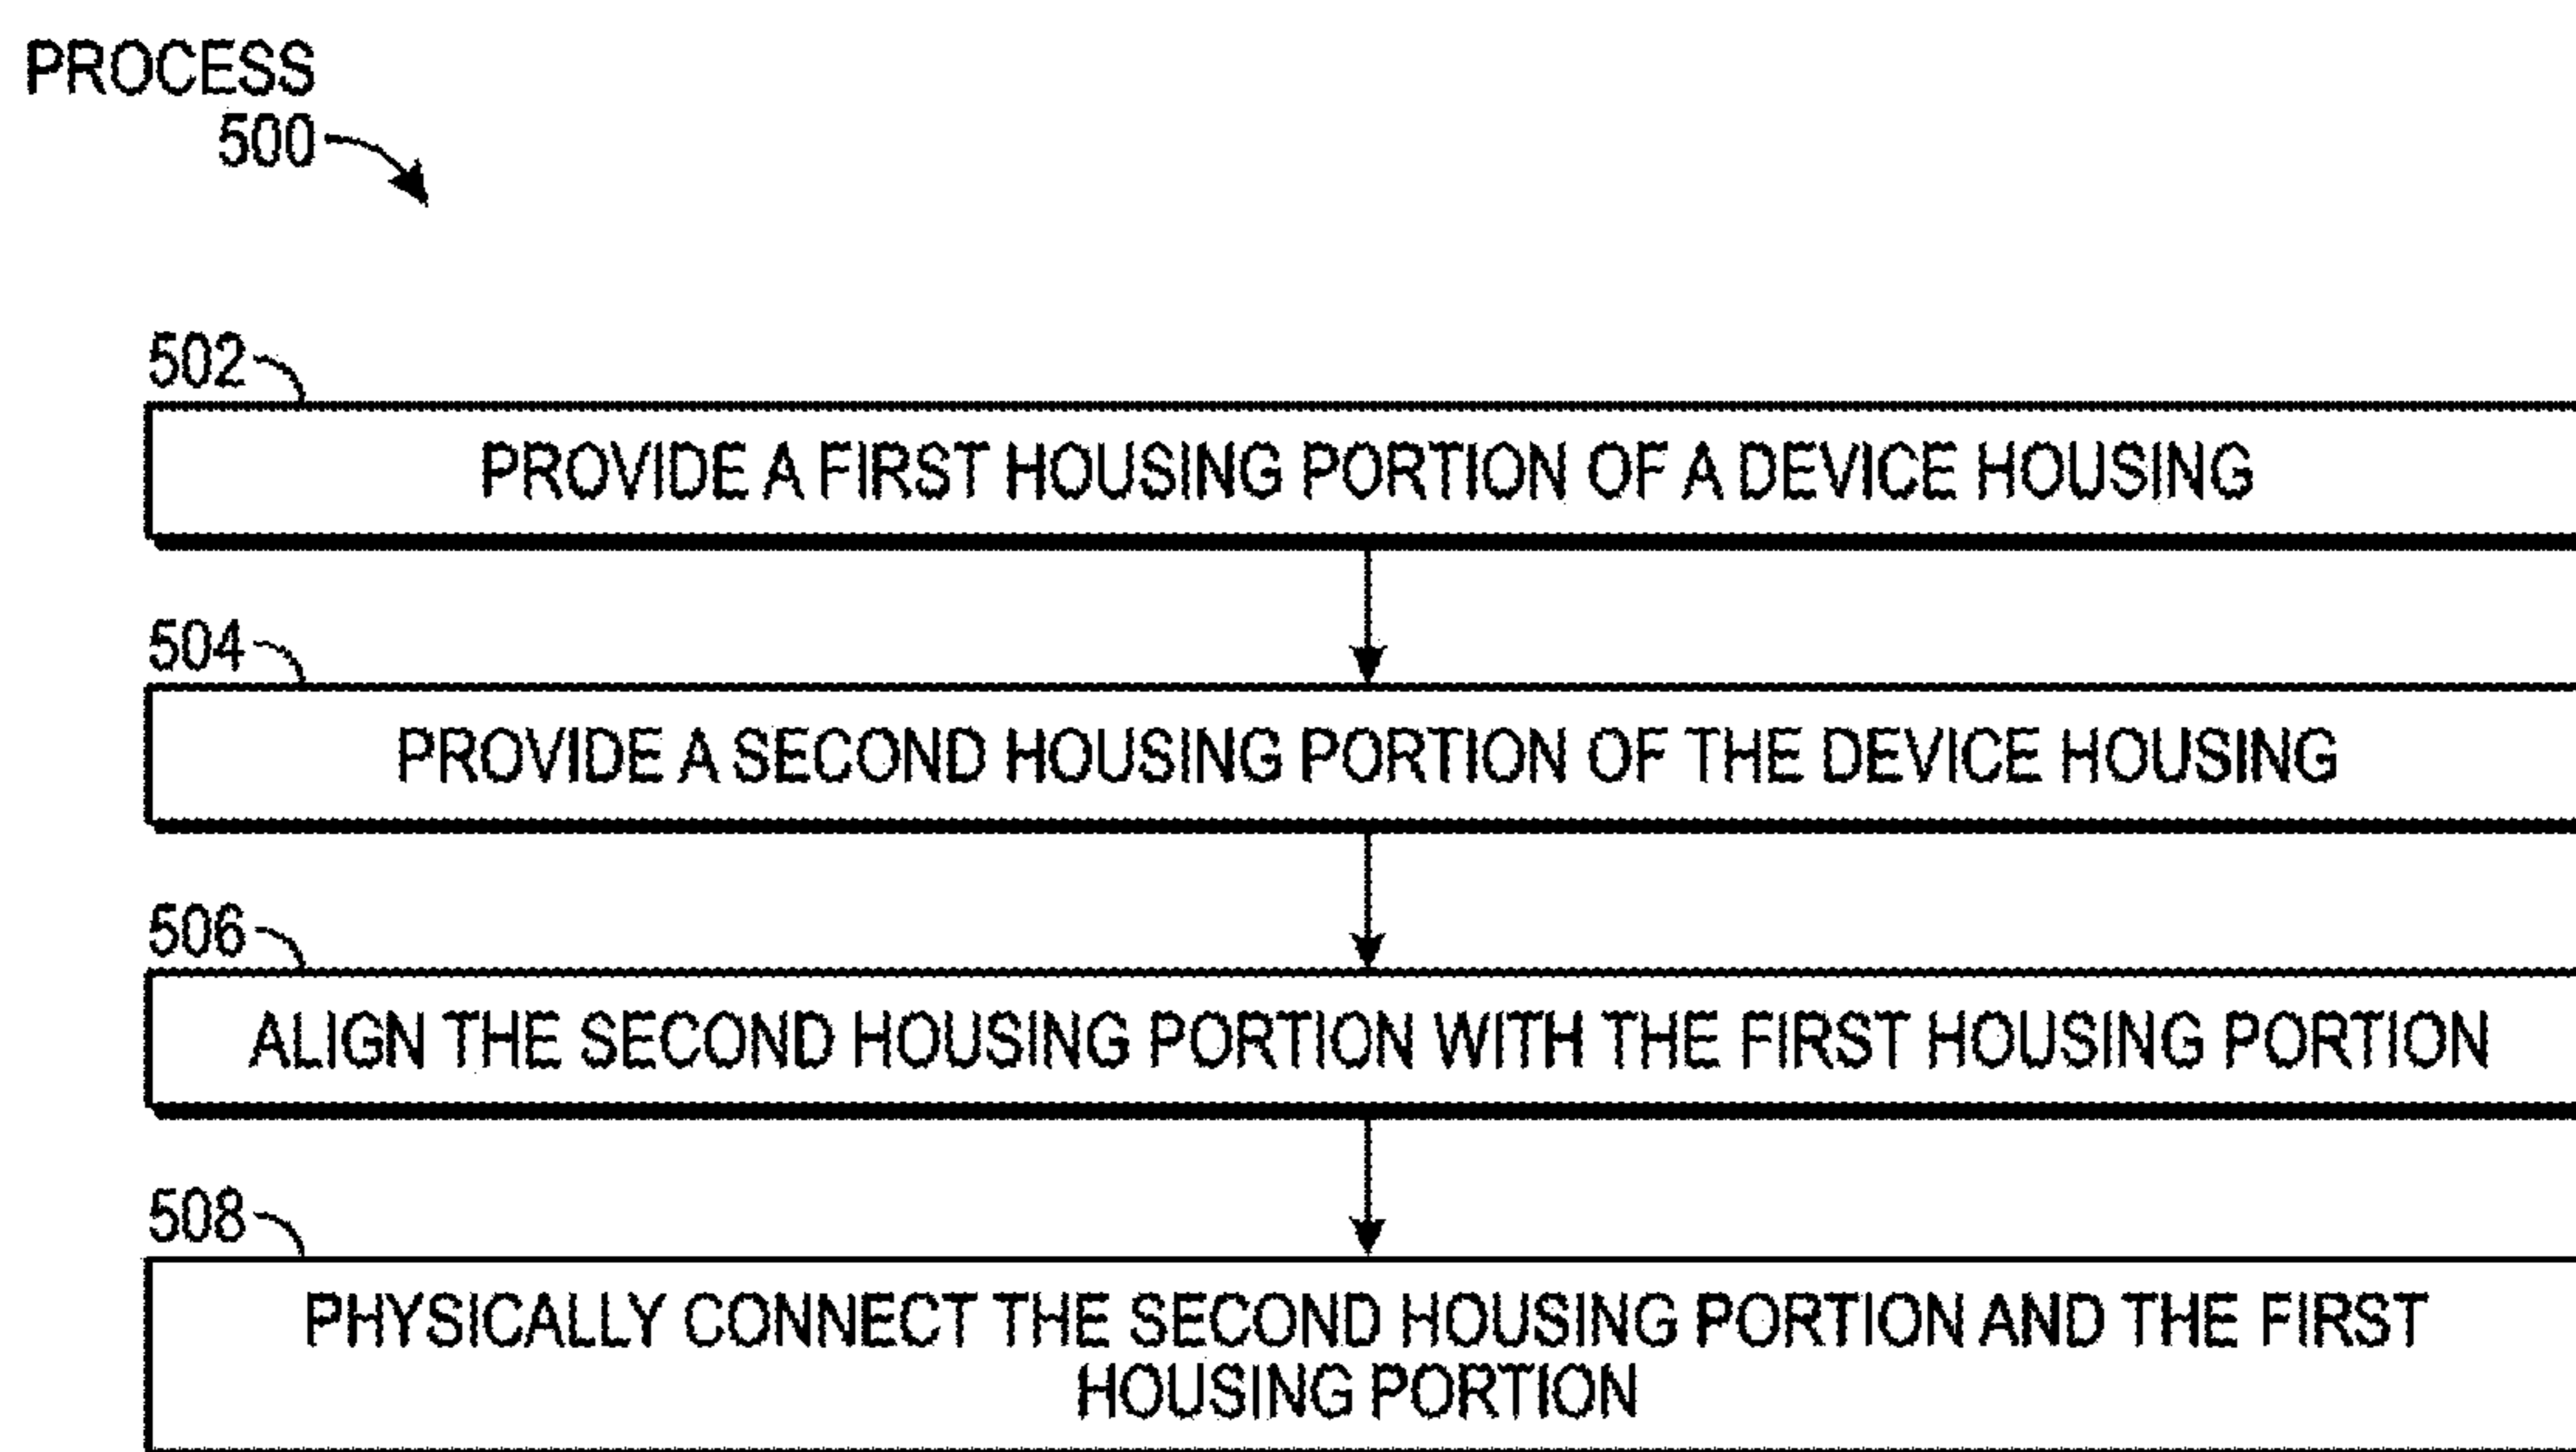 PROCESS
500
502
PROVIDE A FIRST HOUSING PORTION OF A DEVICE HOUSING
504
PROVIDE A SECOND HOUSING PORTION OF THE DEVICE HOUSING
506
ALIGN THE SECOND HOUSING PORTION WITH THE FIRST HOUSING PORTION
508
PHYSICALLY CONNECT THE SECOND HOUSING PORTION AND THE FIRST
HOUSING PORTION